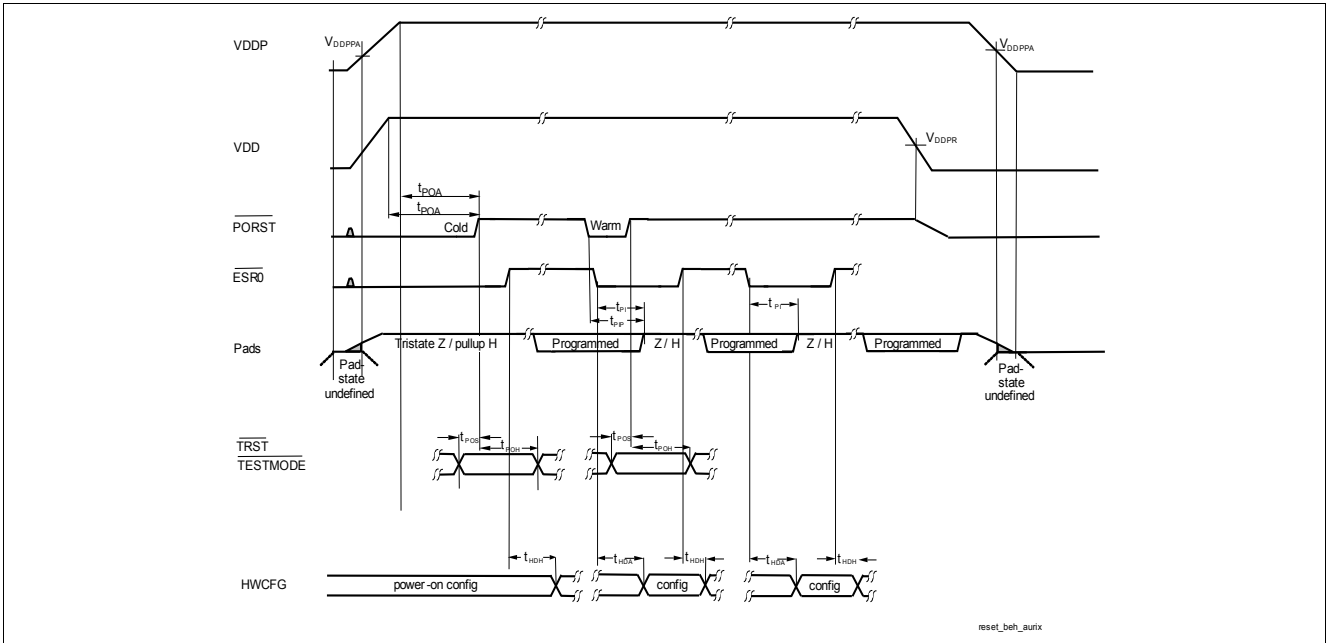 VDDP
VDDPPA
VDDPPA
VDD
VDDPR
tPOA
tPOA
PORST
Cold
Warm
ESR0
tPI
tPI
tPIP
Pads
Tristate Z / pullup H
Programmed
Z / H
Programmed
Z / H
Programmed
Pad-
state
undefined
Pad-
state
undefined
TRST
TESTMODE
tPOS
tPOH
tPOS
tPOH
HWCFG
tHDH
tHDA
tHDH
tHDA
tHDH
power -on config
config
config
reset_beh_aurix